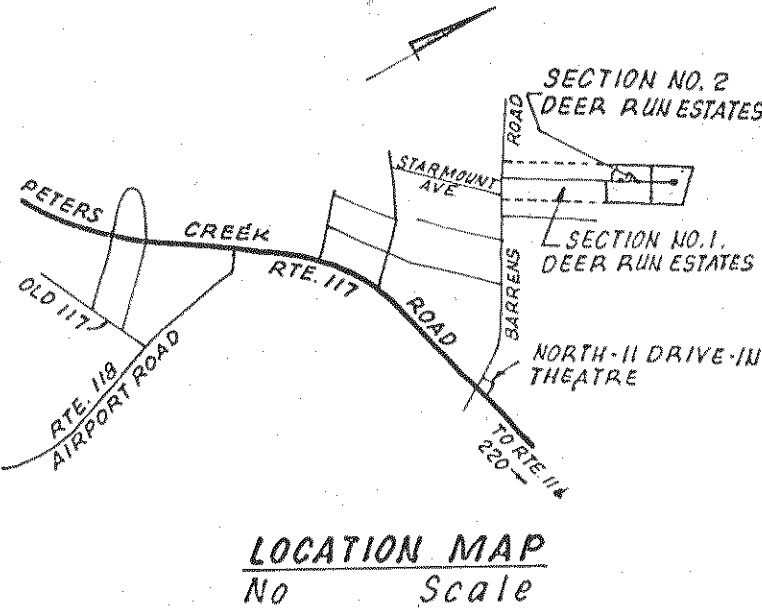 SECTION NO. 2
DEER RUN ESTATES
ROAD
STARMOUNT
AVE
PETERS
CREEK
RTE. 117
ROAD
SECTION NO. 1.
DEER RUN ESTATES
BARRENS
OLD 117
NORTH-11 DRIVE-IN
THEATRE
RTE. 118
AIRPORT ROAD
TO RTE. 11&
220
LOCATION MAP
No Scale